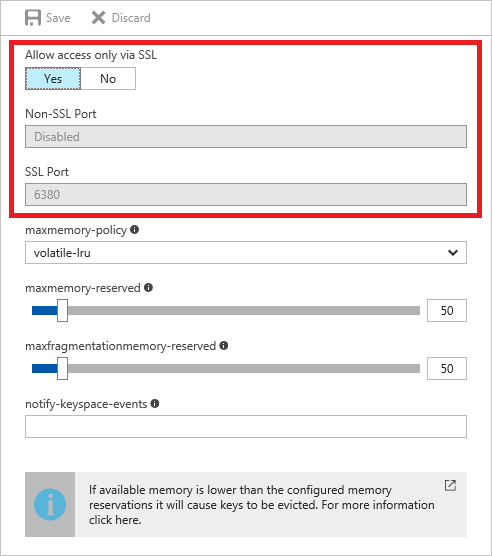 Save Discard
Allow access only via SSL
Yes No
Non-SSL Port
Disabled
SSL Port
6380
maxmemory-policy
volatile-lru
maxmemory-reserved
50
maxfragmentationmemory-reserved
50
notify-keyspace-events
If available memory is lower than the configured memory
reservations it will cause keys to be evicted. For more information
click here.